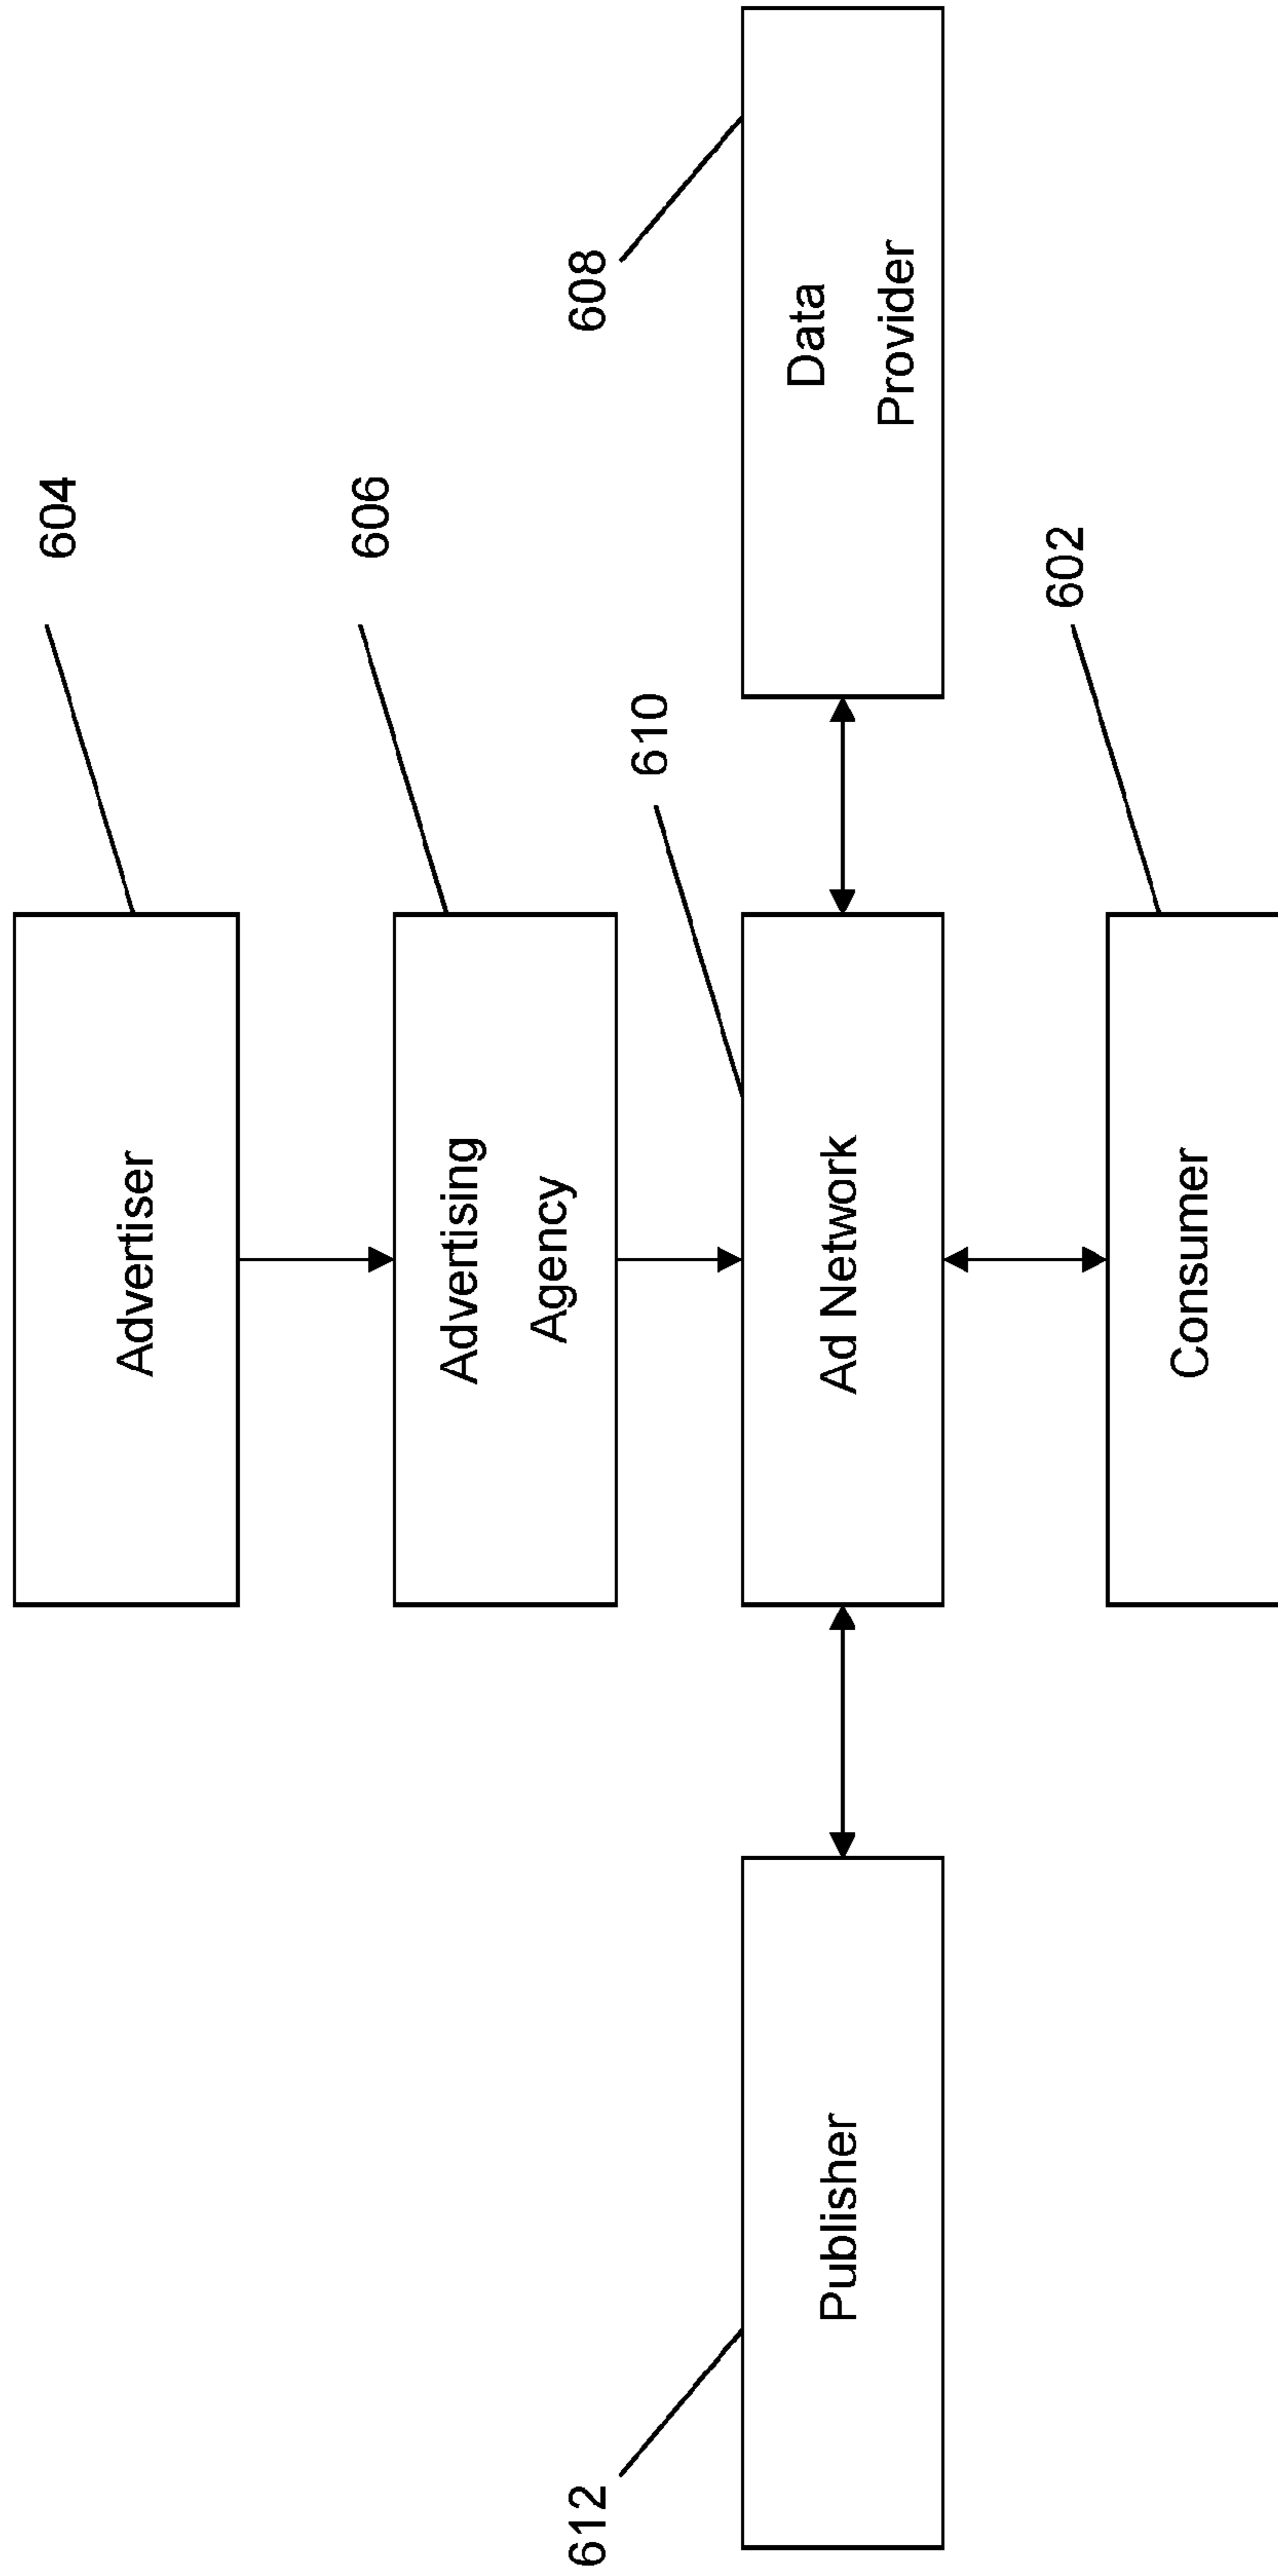 604
Advertiser
606
Advertising
Agency
610
608
612
Publisher
Ad Network
Data
Provider
602
Consumer